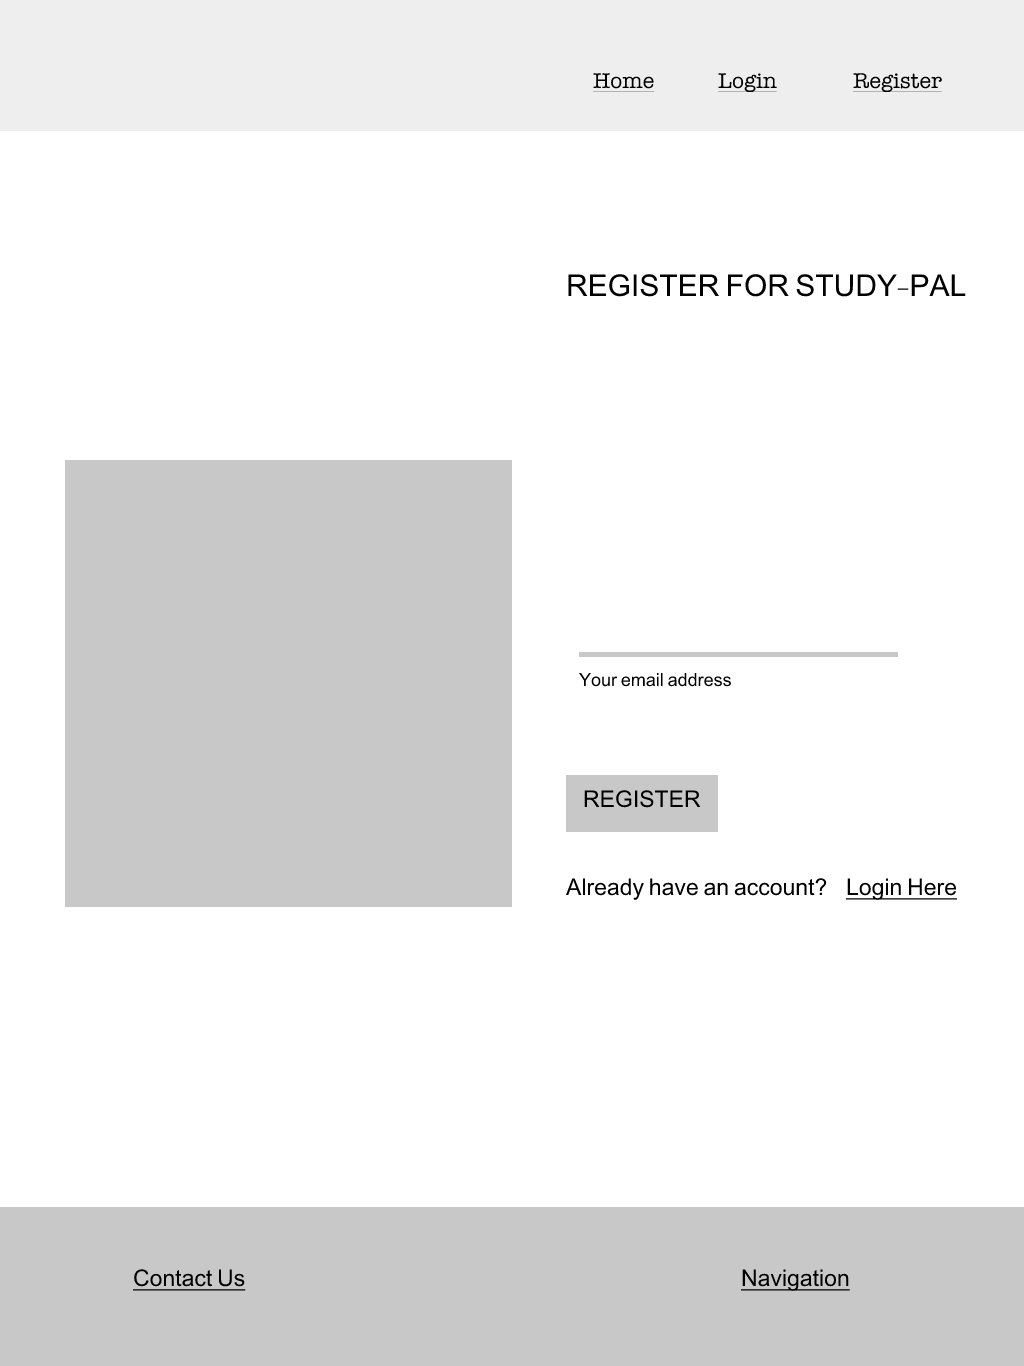 Home Login Register
REGISTER FOR STUDY-PAL
Your email address
REGISTER
Already have an account? Login Here
Contact Us Navigation